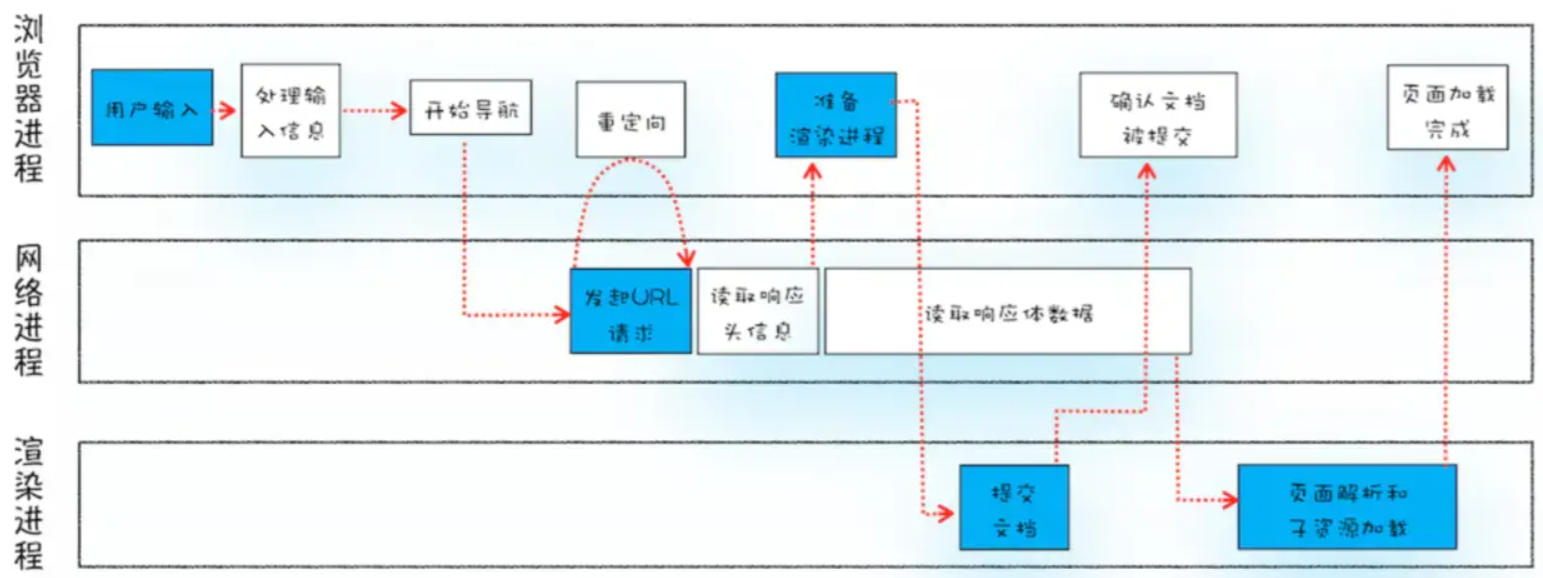 浏览器进程
用户输入
处理输
入信息
开始导航
重定向
准备
渲染进程
确认文档
被提交
页面加载
完成
网络进程
发起URL
请求
读取响应
头信息
读取响应体数据
渲染进程
提交
文档
页面解析和
子资源加载